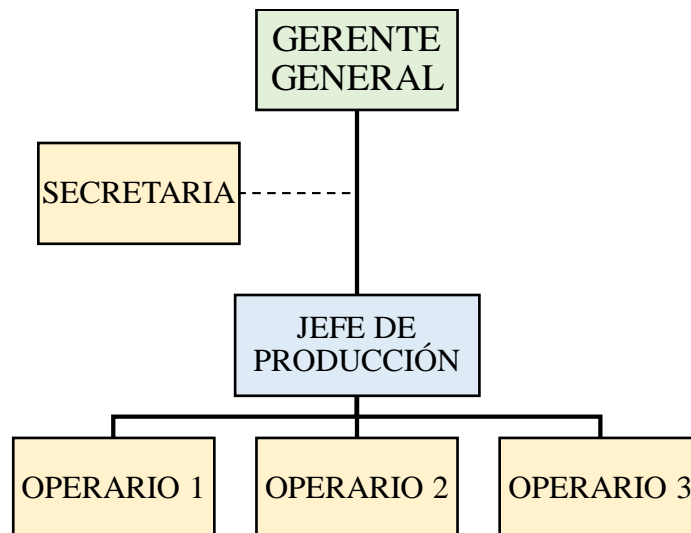 GERENTE
GENERAL
SECRETARIA
JEFE DE
PRODUCCIÓN
OPERARIO 1
OPERARIO 2
OPERARIO 3